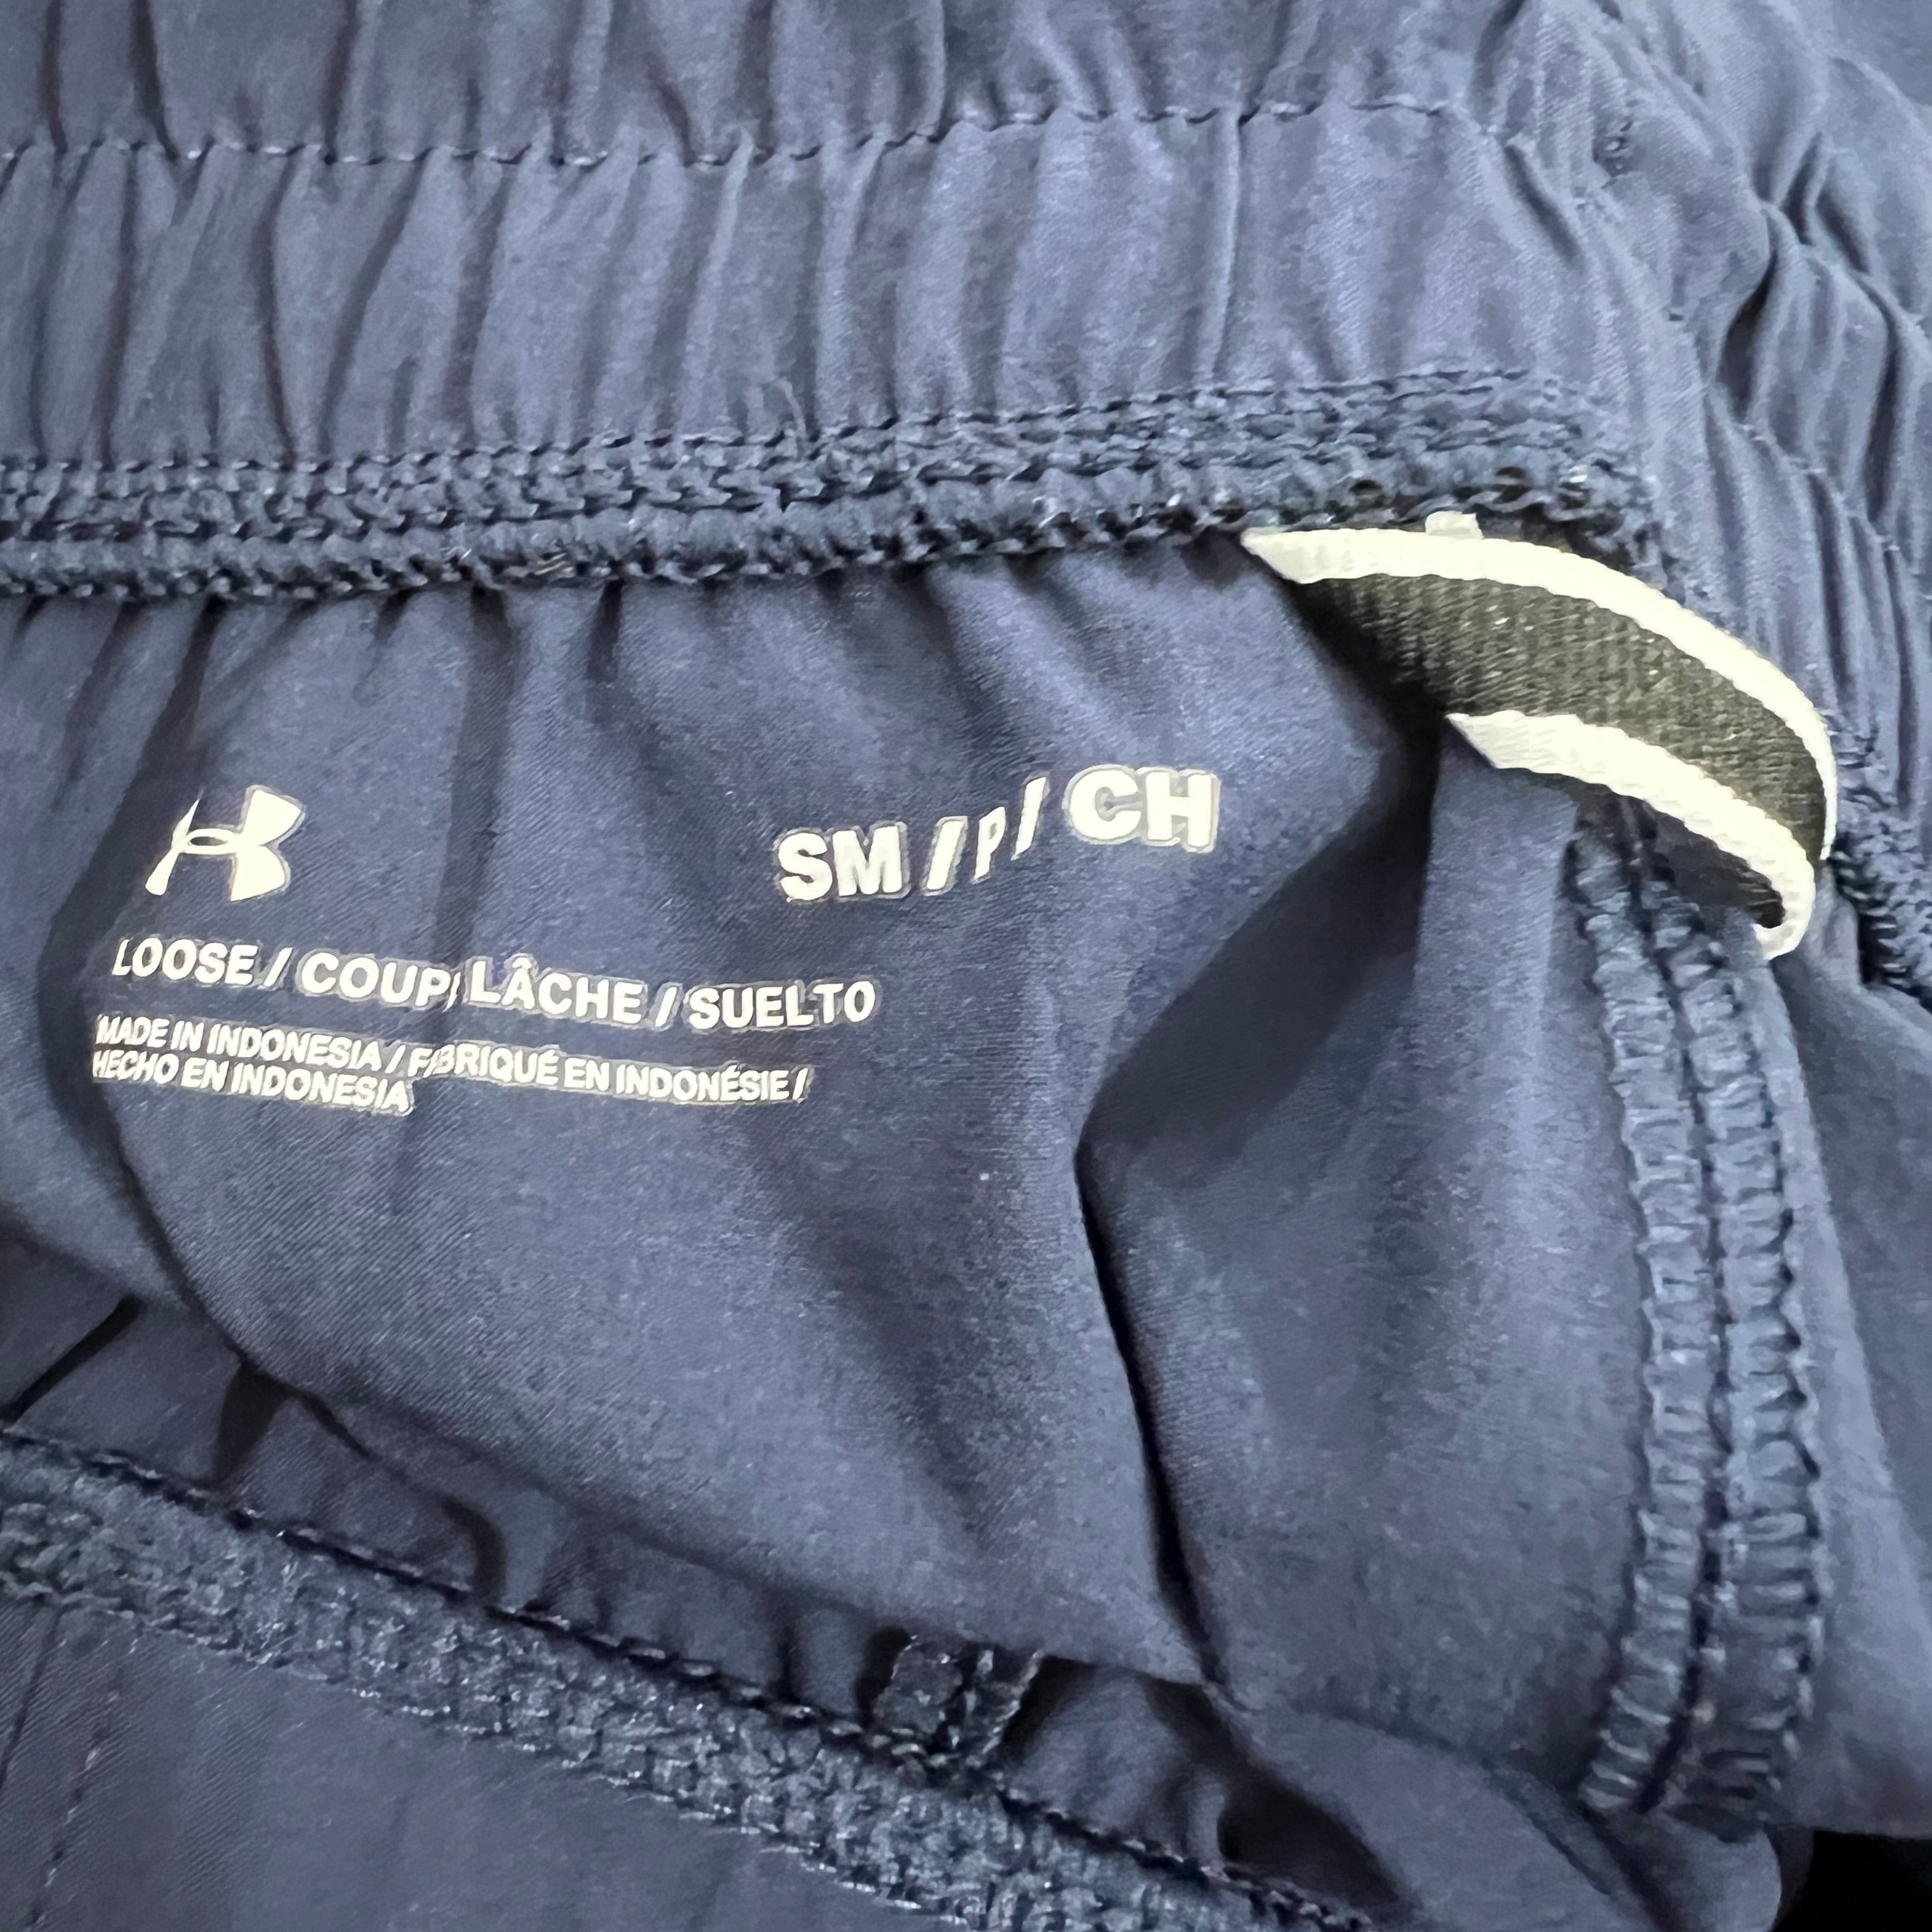 SM / P / CH
LOOSE / COUPE LÂCHE / SUELTO
MADE IN INDONESIA / FABRIQUÉ EN INDONÉSIE /
HECHO EN INDONESIA